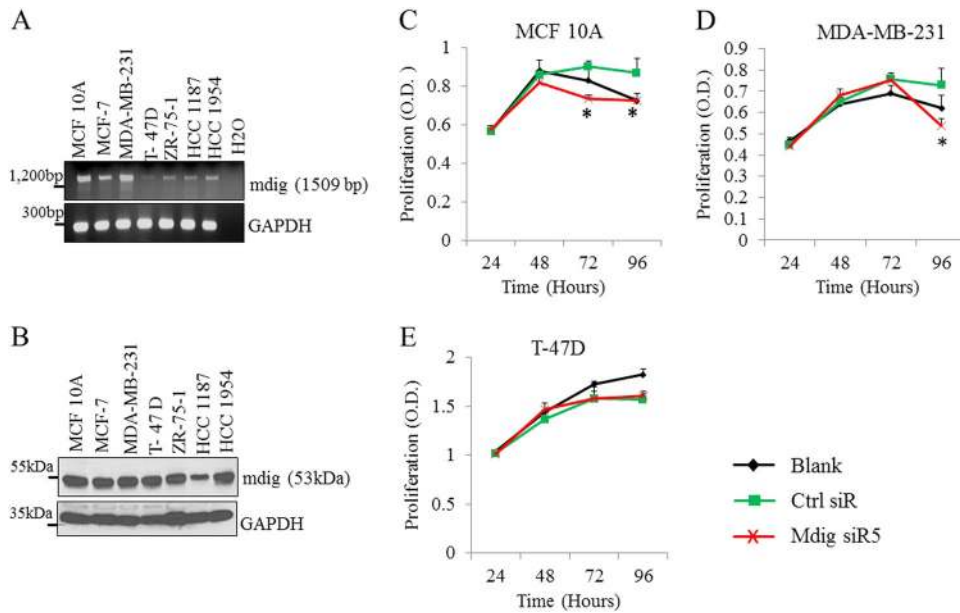 A
MCF 10A
MCF-7
MDA-MB-231
T- 47D
ZR-75-1
HCC 1187
HCC 1954
H2O
1,200bp
mdig (1509 bp)
300bp
GAPDH
B
MCF 10A
MCF-7
MDA-MB-231
T- 47 D
ZR-75-1
HCC 1187
HCC 1954
55kDa
mdig (53kDa)
35kDa
GAPDH
C
MCF 10A
Proliferation (O.D.)
1
0.8
0.6
0.4
0.2
0
* *
24 48 72 96
Time (Hours)
D
MDA-MB-231
Proliferation (O.D.)
0.9
0.8
0.7
0.6
0.5
0.4
0.3
0.2
0.1
0
*
24 48 72 96
Time (Hours)
E
T-47D
Proliferation (O.D.)
2
1.5
1
0.5
0
24 48 72 96
Time (Hours)
Blank
Ctrl siR
Mdig siR5